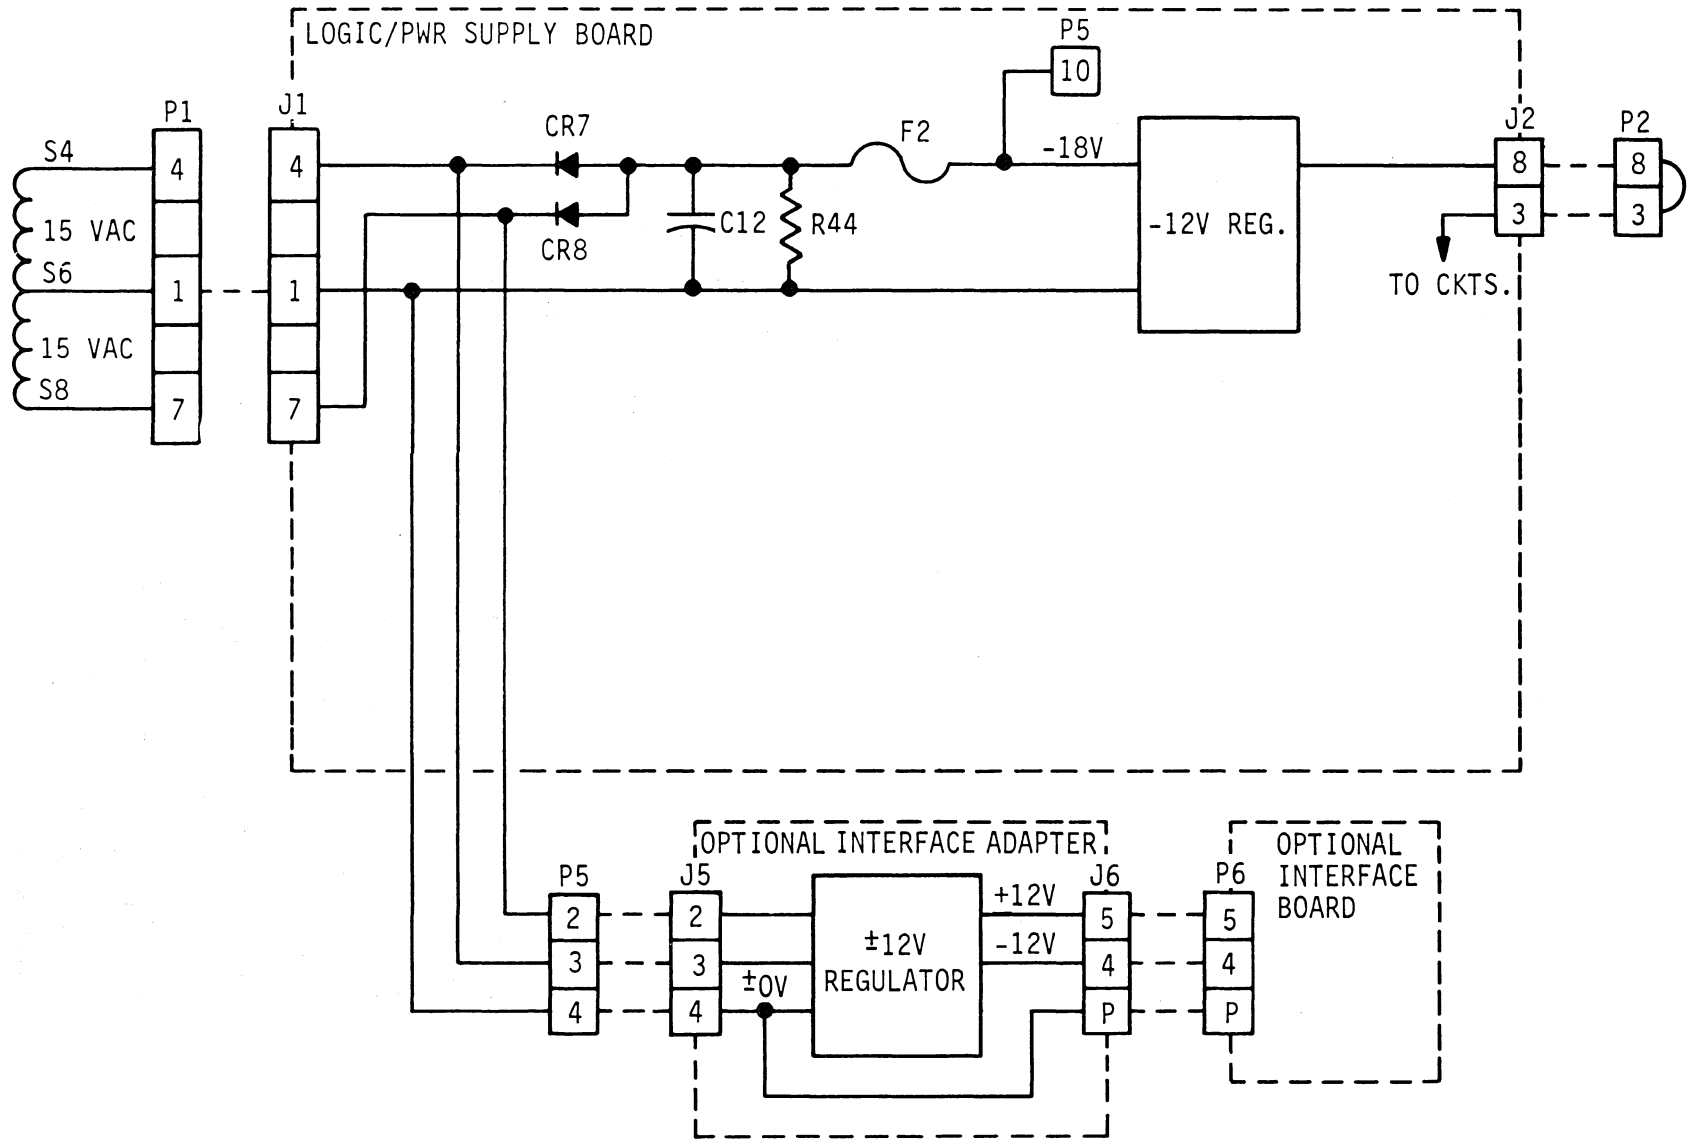 LOGIC/PWR SUPPLY BOARD
P5
10
P1
J1
CR7
F2
J2
P2
S4
4
4
-18V
8
8
15 VAC
C12
R44
-12V REG.
3
3
CR8
S6
1
1
TO CKTS.
15 VAC
S8
7
7
OPTIONAL INTERFACE ADAPTER
OPTIONAL
INTERFACE
BOARD
P5
J5
J6
P6
+12V
2
2
5
5
±12V
REGULATOR
-12V
3
3
4
4
±0V
4
4
P
P